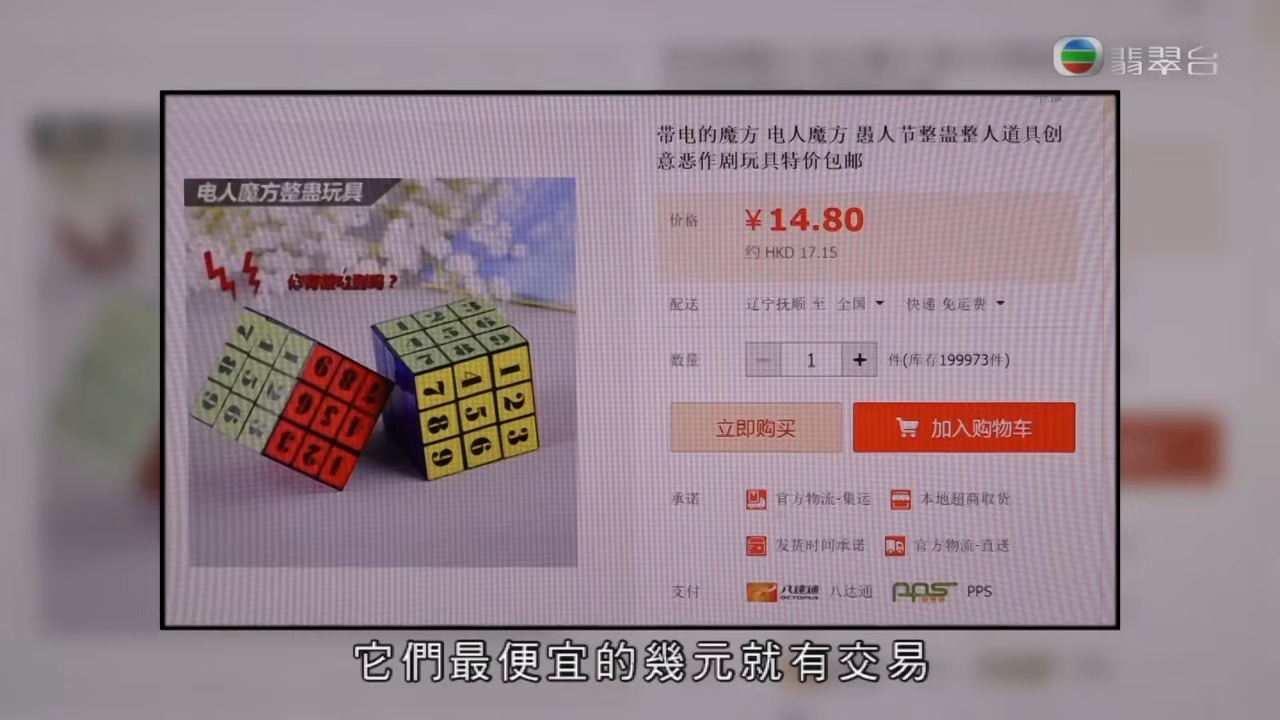 翡翠台
带电的魔方 电人魔方 愚人节整蛊整人道具创
意恶作剧玩具特价包邮
电人魔方整蛊玩具
价格
¥14.80
约 HKD 17.15
配送
辽宁抚顺 至 全国
快递 免运费
数量
1 + 件(库存199973件)
立即购买
加入购物车
承诺
官方物流-集运
本地超商取货
发货时间承诺
官方物流-直送
支付
八达通 OCTOPUS 八达通
PPS PPS
它們最便宜的幾元就有交易